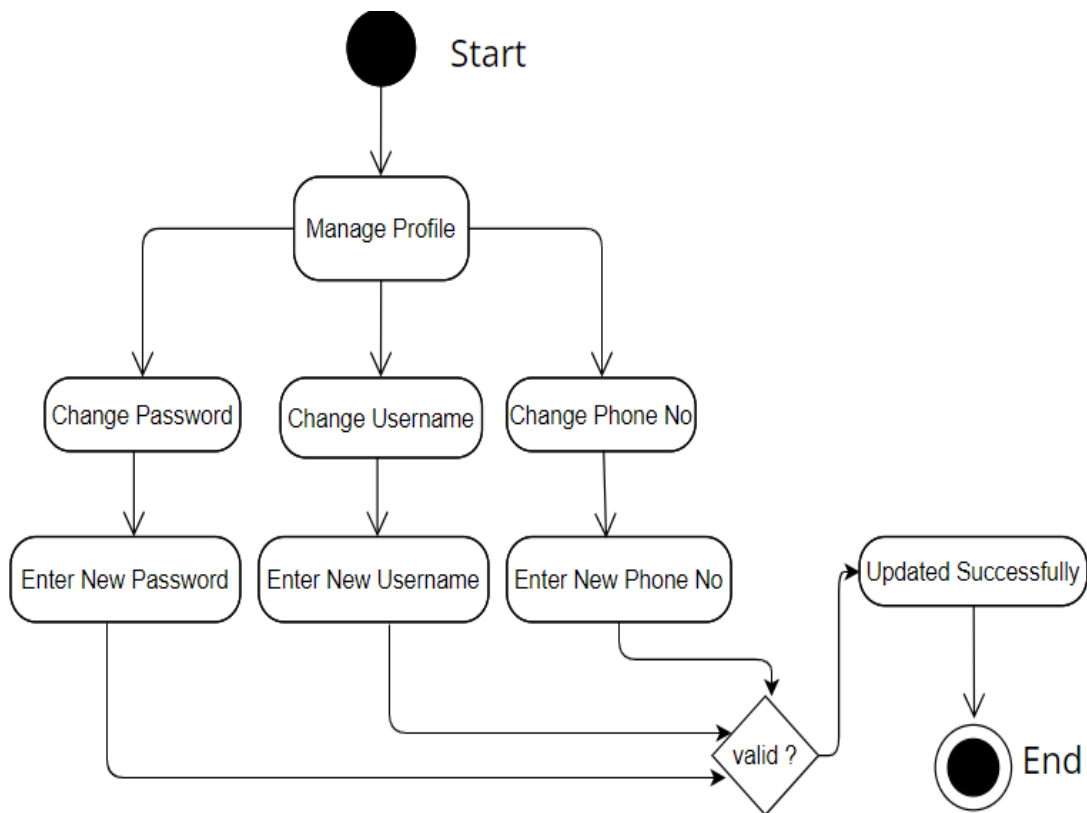 Start
Manage Profile
Change Password
Change Username
Change Phone No
Enter New Password
Enter New Username
Enter New Phone No
Updated Successfully
valid ?
End